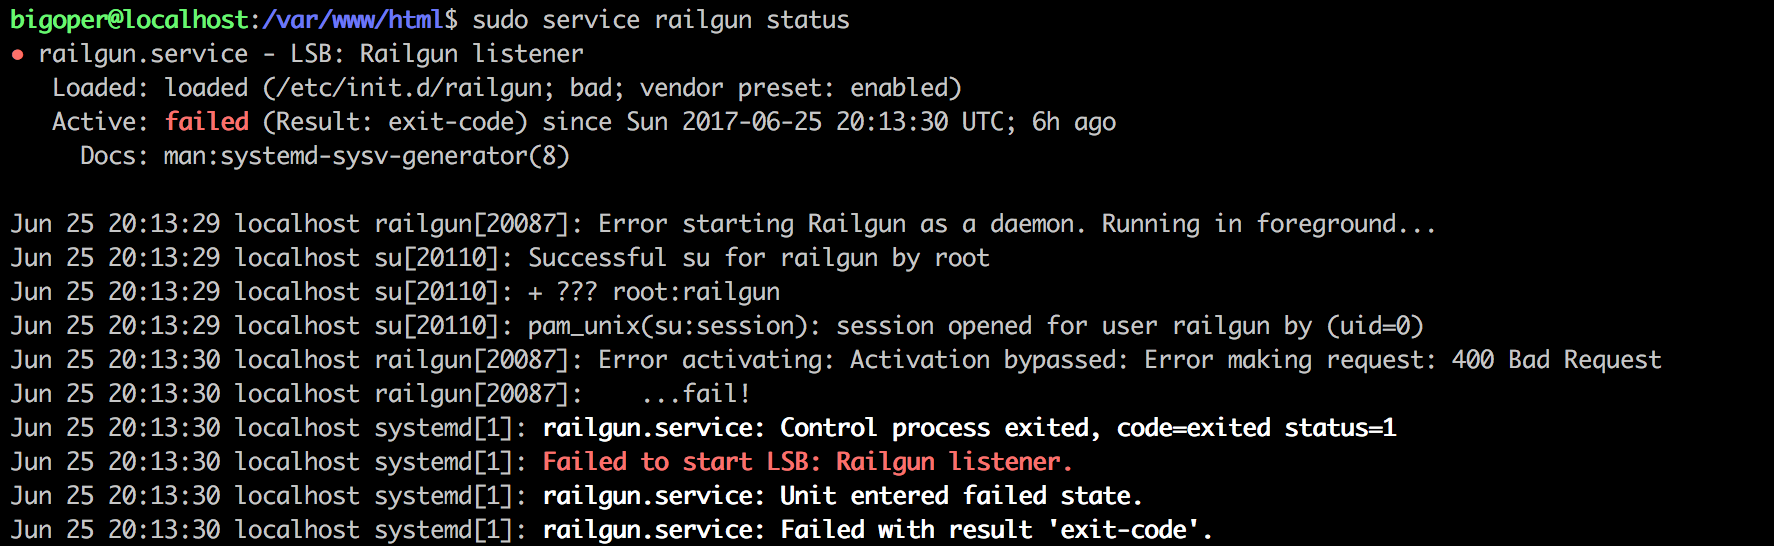 bigoper@localhost:/var/www/html$ sudo service railgun status
● railgun.service - LSB: Railgun listener
   Loaded: loaded (/etc/init.d/railgun; bad; vendor preset: enabled)
   Active: failed (Result: exit-code) since Sun 2017-06-25 20:13:30 UTC; 6h ago
     Docs: man:systemd-sysv-generator(8)

Jun 25 20:13:29 localhost railgun[20087]: Error starting Railgun as a daemon. Running in foreground...
Jun 25 20:13:29 localhost su[20110]: Successful su for railgun by root
Jun 25 20:13:29 localhost su[20110]: + ??? root:railgun
Jun 25 20:13:29 localhost su[20110]: pam_unix(su:session): session opened for user railgun by (uid=0)
Jun 25 20:13:30 localhost railgun[20087]: Error activating: Activation bypassed: Error making request: 400 Bad Request
Jun 25 20:13:30 localhost railgun[20087]:    ...fail!
Jun 25 20:13:30 localhost systemd[1]: railgun.service: Control process exited, code=exited status=1
Jun 25 20:13:30 localhost systemd[1]: Failed to start LSB: Railgun listener.
Jun 25 20:13:30 localhost systemd[1]: railgun.service: Unit entered failed state.
Jun 25 20:13:30 localhost systemd[1]: railgun.service: Failed with result 'exit-code'.